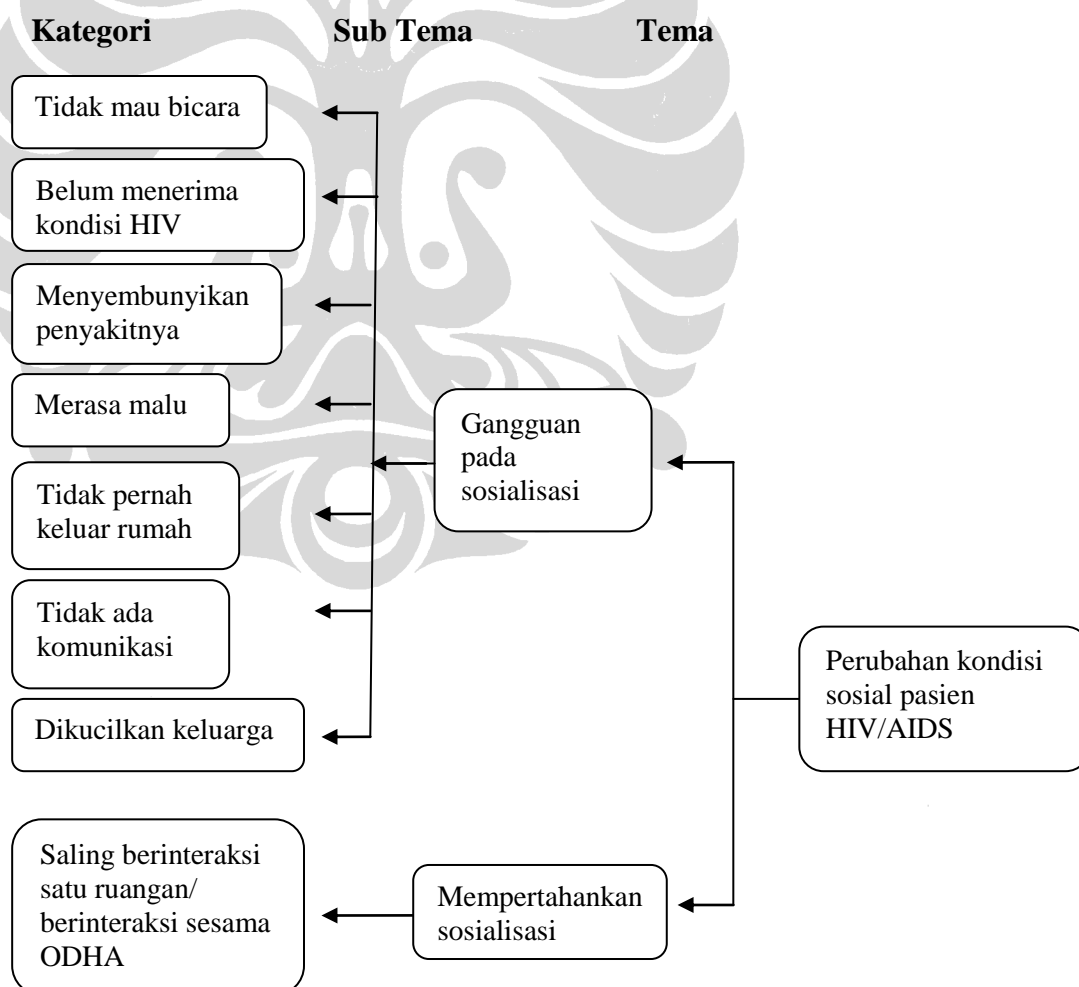 Kategori Sub Tema Tema
Tidak mau bicara
Belum menerima
kondisi HIV
Menyembunyikan
penyakitnya
Merasa malu
Tidak pernah
keluar rumah
Tidak ada
komunikasi
Dikucilkan keluarga
Gangguan
pada
sosialisasi
Perubahan kondisi
sosial pasien
HIV/AIDS
Saling berinteraksi
satu ruangan/
berinteraksi sesama
ODHA
Mempertahankan
sosialisasi